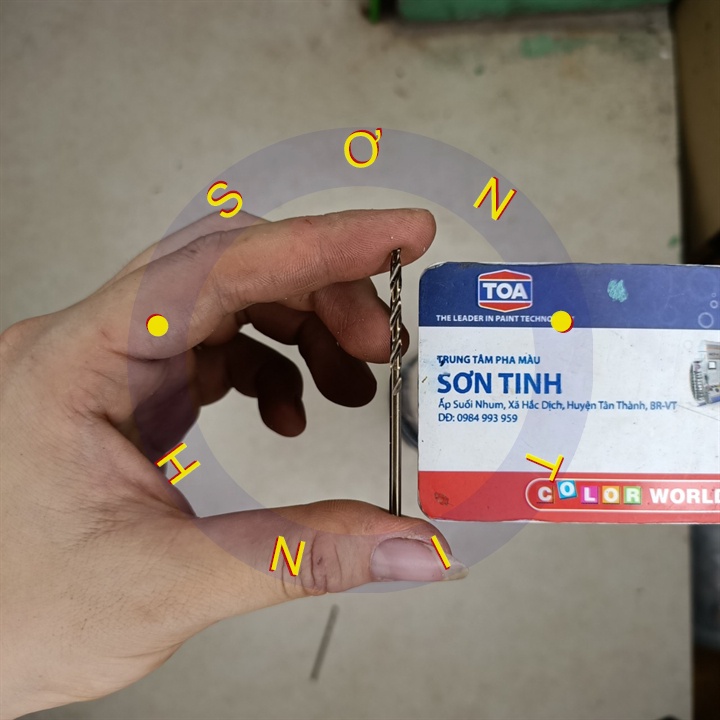 SƠN
TINH
TOA
THE LEADER IN PAINT TECHNO
TRUNG TÂM PHA MÀU
SƠN TINH
Ấp Suối Nhum, Xã Hắc Dịch, Huyện Tân Thành, BR-VT
DĐ: 0984 993 959
COLOR WORLD